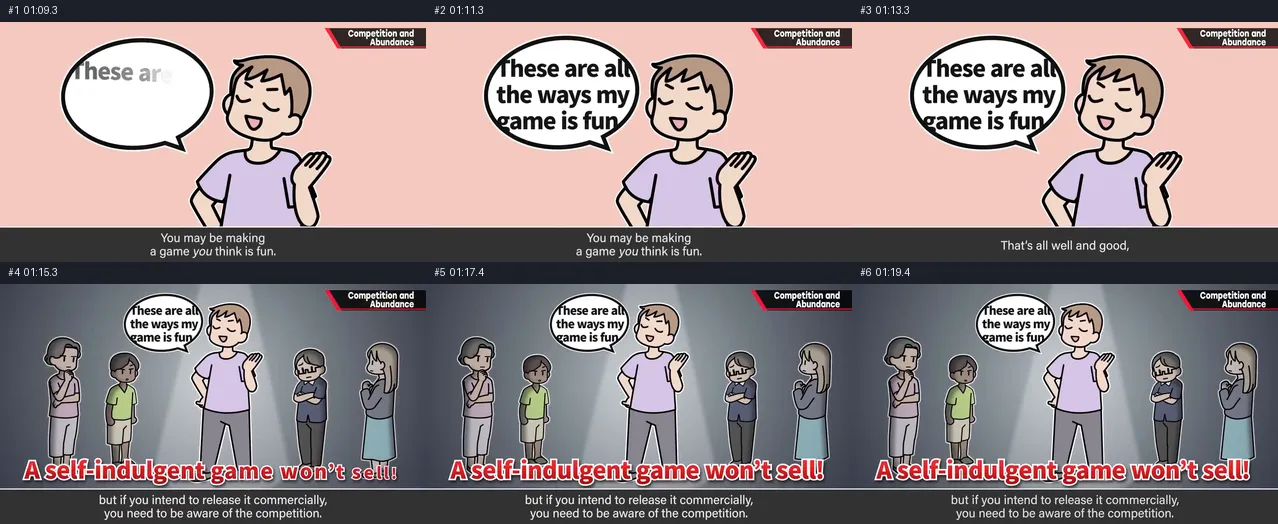 #1 01:09.3
Competition and
Abundance
These are
You may be making
a game you think is fun.
#2 01:11.3
Competition and
Abundance
These are all
the ways my
game is fun
You may be making
a game you think is fun.
#3 01:13.3
Competition and
Abundance
These are all
the ways my
game is fun
That's all well and good,
#4 01:15.3
Competition and
Abundance
These are all
the ways my
game is fun
A self-indulgent game won't sell!
but if you intend to release it commercially,
you need to be aware of the competition.
#5 01:17.4
Competition and
Abundance
These are all
the ways my
game is fun
A self-indulgent game won't sell!
but if you intend to release it commercially,
you need to be aware of the competition.
#6 01:19.4
Competition and
Abundance
These are all
the ways my
game is fun
A self-indulgent game won't sell!
but if you intend to release it commercially,
you need to be aware of the competition.